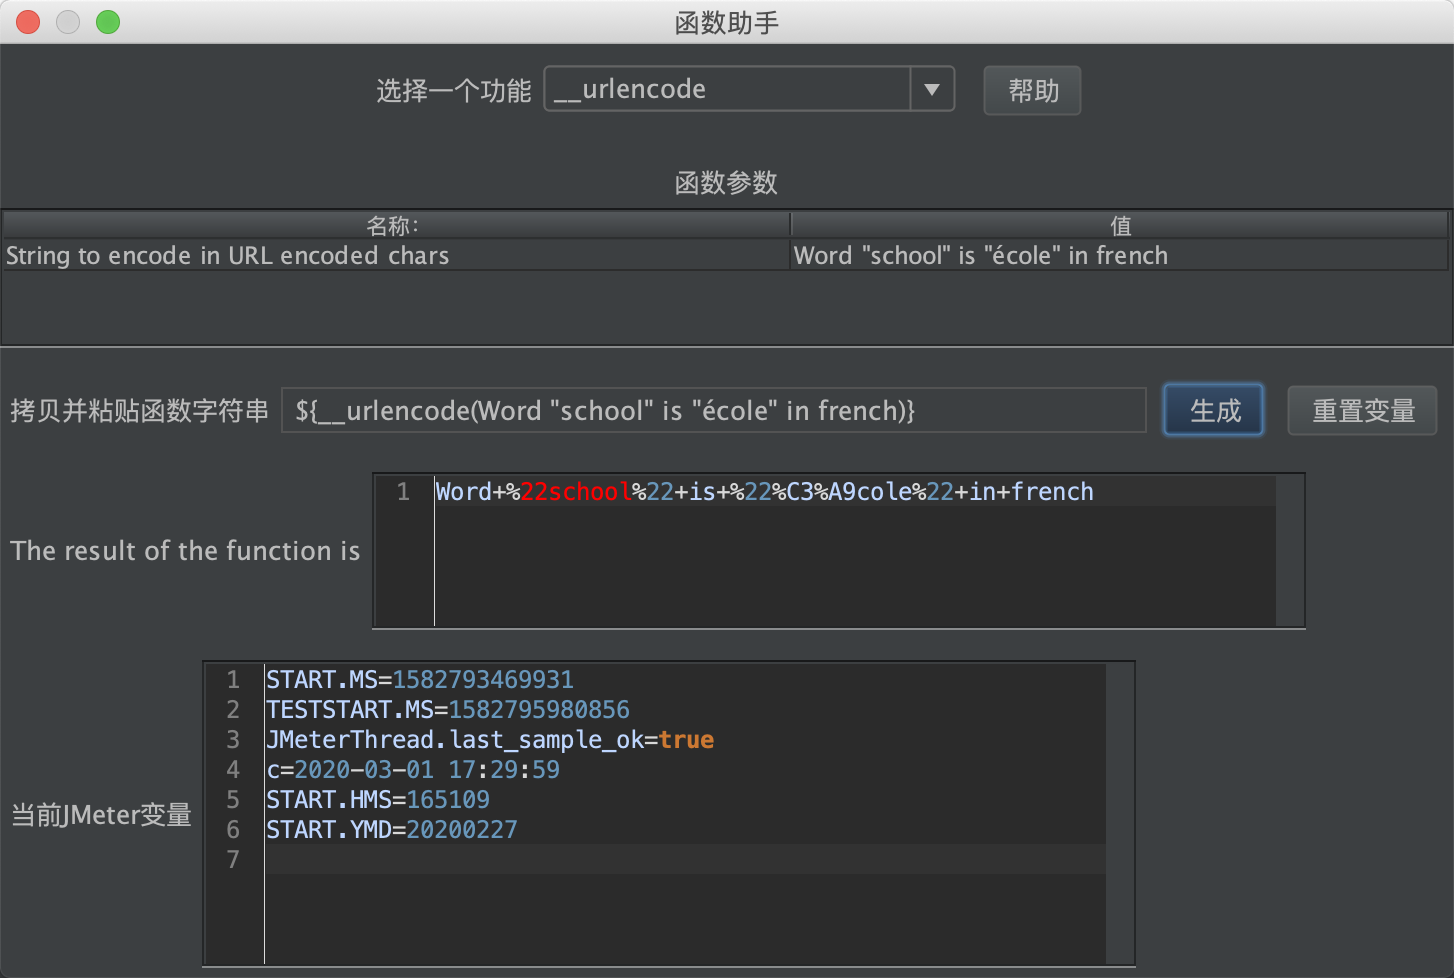 函数助手
选择一个功能 __urlencode 帮助
函数参数
名称: 值
String to encode in URL encoded chars Word "school" is "école" in french
拷贝并粘贴函数字符串 ${__urlencode(Word "school" is "école" in french)} 生成 重置变量
1 Word+%22school%22+is+%22%C3%A9cole%22+in+french
The result of the function is
1 START.MS=1582793469931
2 TESTSTART.MS=1582795980856
3 JMeterThread.last_sample_ok=true
4 c=2020-03-01 17:29:59
5 START.HMS=165109
当前JMeter变量
6 START.YMD=20200227
7